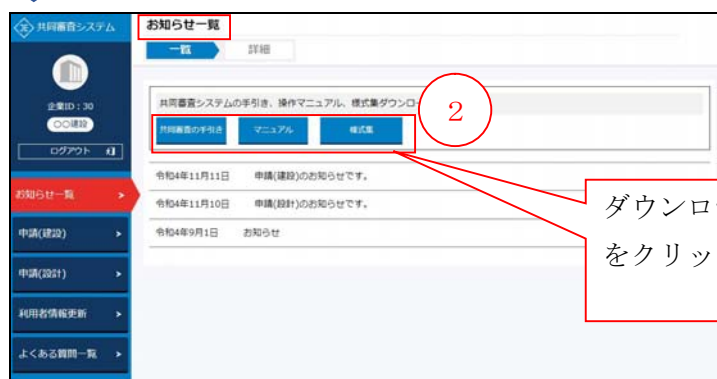 共同審査システム
企業ID:30
〇〇建設
ログアウト
お知らせ一覧
申請(建設)
申請(設計)
利用者情報更新
よくある質問一覧
お知らせ一覧
一覧
詳細
共同審査システムの手引き、操作マニュアル、様式集ダウンロー
共同審査の手引き
マニュアル
様式集
2
令和4年11月11日 申請(建設)のお知らせです。
令和4年11月10日 申請(設計)のお知らせです。
令和4年9月1日 お知らせ
ダウンロ
をクリッ